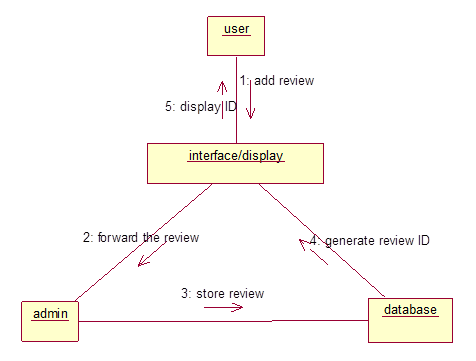 user
1: add review
5: display ID
interface/display
2: forward the review
4: generate review ID
3: store review
admin
database